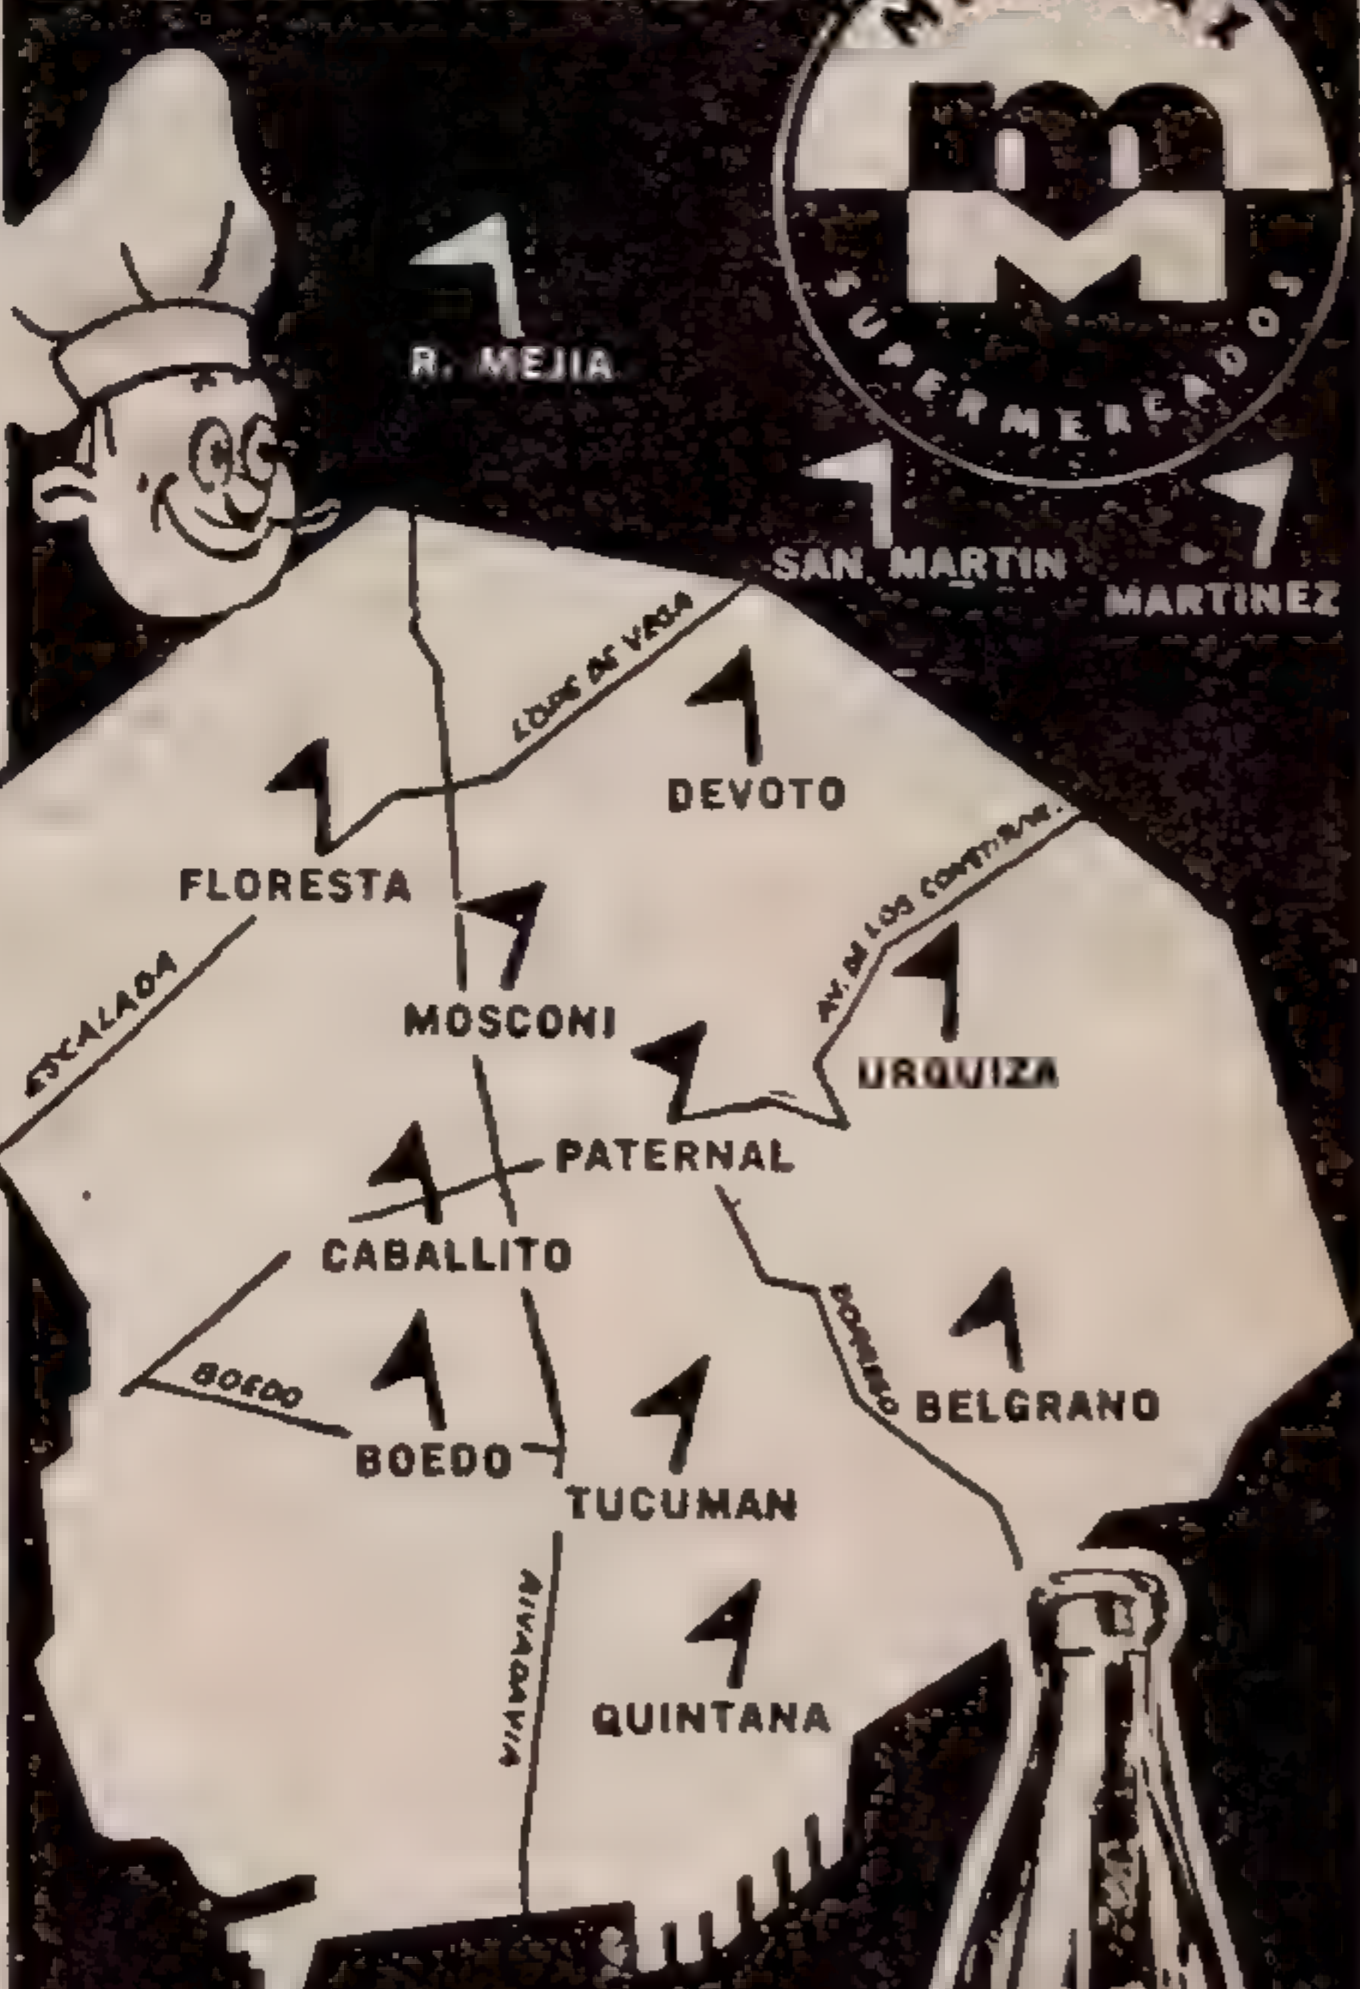 mM
SUPERMERCADOS
R. MEJIA
SAN MARTIN
MARTINEZ
LOPE DE VEGA
DEVOTO
FLORESTA
AV. DE LOS
ESCALADA
MOSCONI
URQUIZA
PATERNAL
CABALLITO
DORREGO
BOEDO
BELGRANO
BOEDO
TUCUMAN
RIVADAVIA
QUINTANA